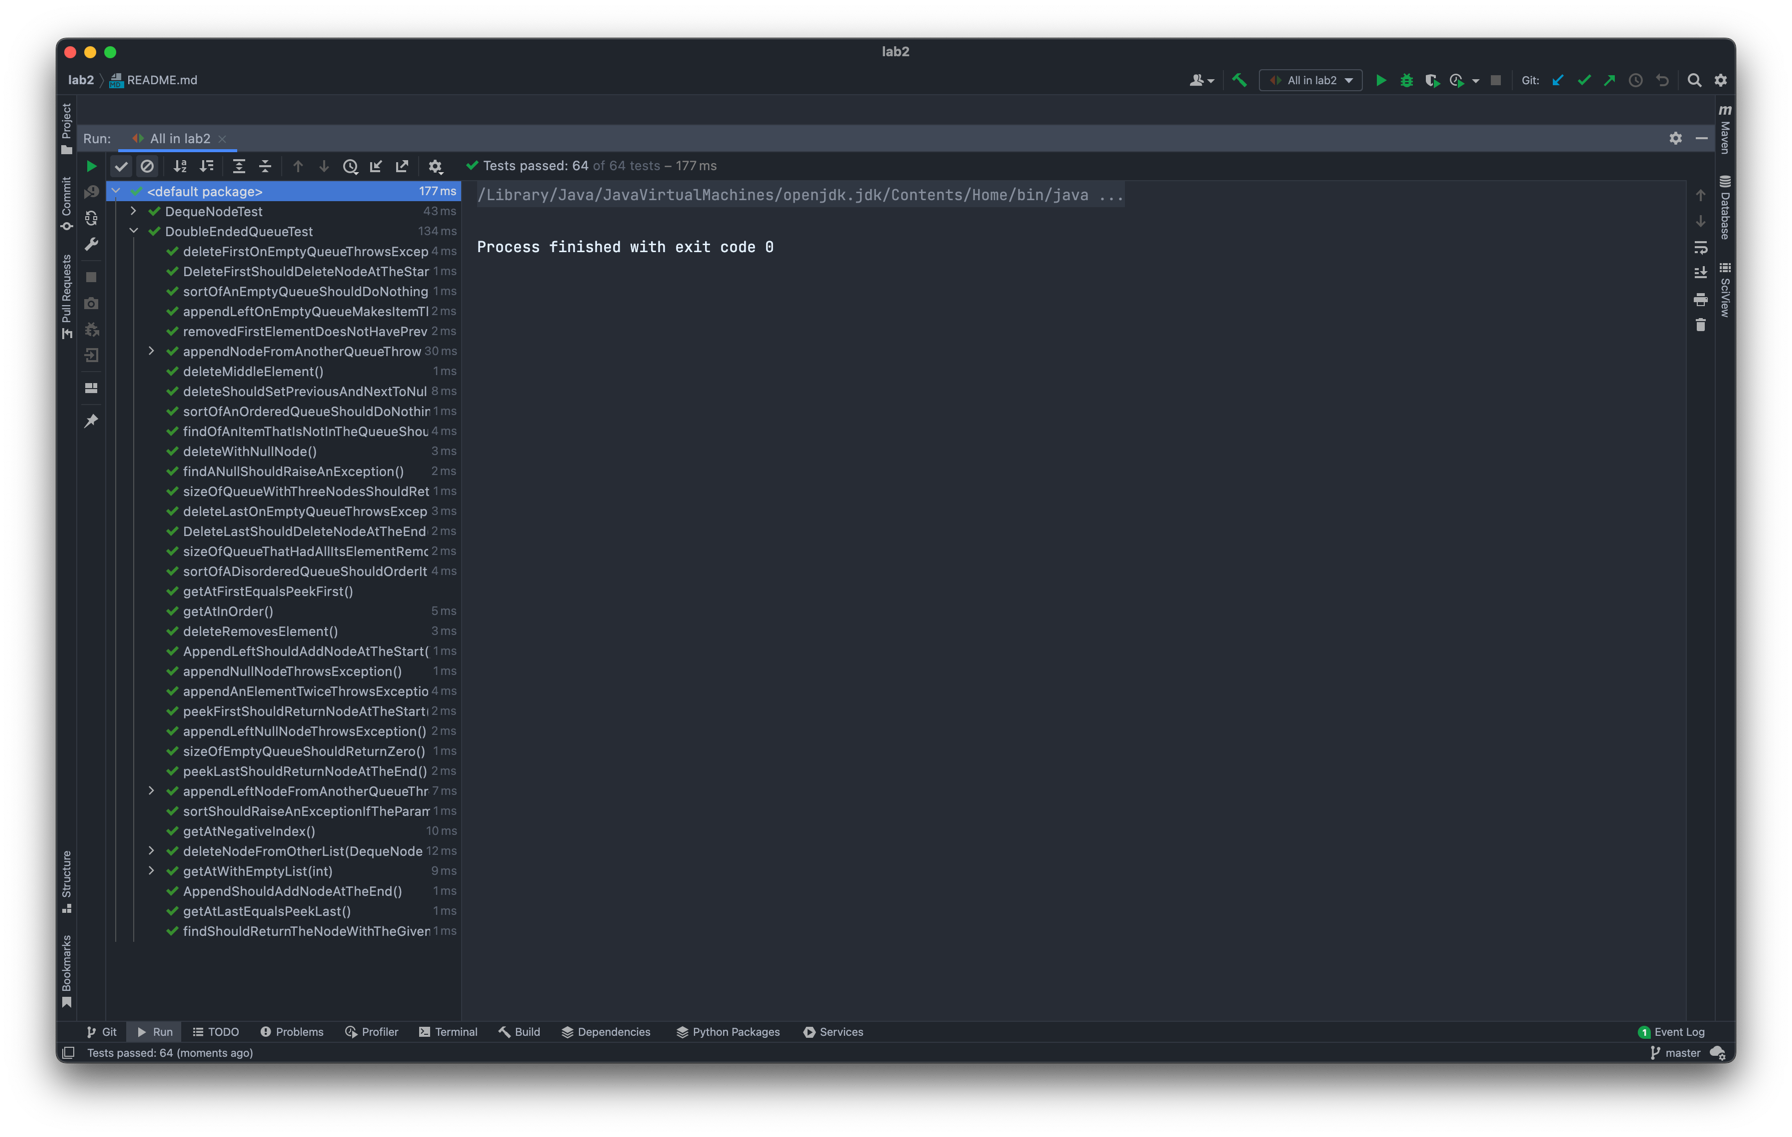 lab2
lab2 README.md
All in lab2
Git:
Run: All in lab2
Tests passed: 64 of 64 tests – 177 ms
<default package> 177 ms
DequeNodeTest 43 ms
DoubleEndedQueueTest 134 ms
deleteFirstOnEmptyQueueThrowsExcep 4 ms
DeleteFirstShouldDeleteNodeAtTheStar 1 ms
sortOfAnEmptyQueueShouldDoNothing 1 ms
appendLeftOnEmptyQueueMakesItemTl 2 ms
removedFirstElementDoesNotHavePrev 2 ms
appendNodeFromAnotherQueueThrow 30 ms
deleteMiddleElement() 1 ms
deleteShouldSetPreviousAndNextToNul 8 ms
sortOfAnOrderedQueueShouldDoNothin 1 ms
findOfAnItemThatIsNotInTheQueueShou 4 ms
deleteWithNullNode() 3 ms
findANullShouldRaiseAnException() 2 ms
sizeOfQueueWithThreeNodesShouldRet 1 ms
deleteLastOnEmptyQueueThrowsExcep 3 ms
DeleteLastShouldDeleteNodeAtTheEnd 2 ms
sizeOfQueueThatHadAllItsElementRemo 2 ms
sortOfADisorderedQueueShouldOrderIt 4 ms
getAtFirstEqualsPeekFirst()
getAtInOrder() 5 ms
deleteRemovesElement() 3 ms
AppendLeftShouldAddNodeAtTheStart( 1 ms
appendNullNodeThrowsException() 1 ms
appendAnElementTwiceThrowsExceptio 4 ms
peekFirstShouldReturnNodeAtTheStart( 2 ms
appendLeftNullNodeThrowsException() 2 ms
sizeOfEmptyQueueShouldReturnZero() 1 ms
peekLastShouldReturnNodeAtTheEnd() 2 ms
appendLeftNodeFromAnotherQueueThr 7 ms
sortShouldRaiseAnExceptionIfTheParam 1 ms
getAtNegativeIndex() 10 ms
deleteNodeFromOtherList(DequeNode 12 ms
getAtWithEmptyList(int) 9 ms
AppendShouldAddNodeAtTheEnd() 1 ms
getAtLastEqualsPeekLast() 1 ms
findShouldReturnTheNodeWithTheGiven 1 ms
/Library/Java/JavaVirtualMachines/openjdk.jdk/Contents/Home/bin/java ...
Process finished with exit code 0
Project
Commit
Pull Requests
Structure
Bookmarks
m
Maven
Database
SciView
Git Run TODO Problems Profiler Terminal Build Dependencies Python Packages Services
1 Event Log
Tests passed: 64 (moments ago)
master